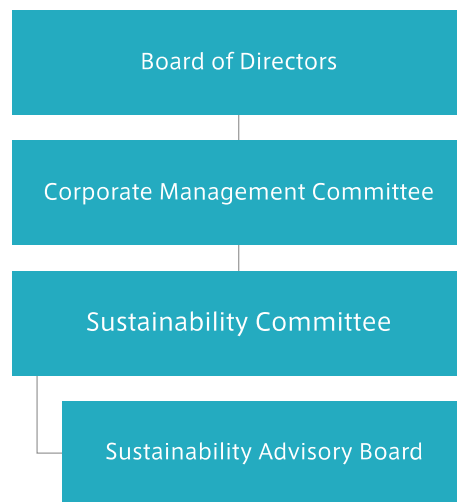 Board of Directors
Corporate Management Committee
Sustainability Committee
Sustainability Advisory Board